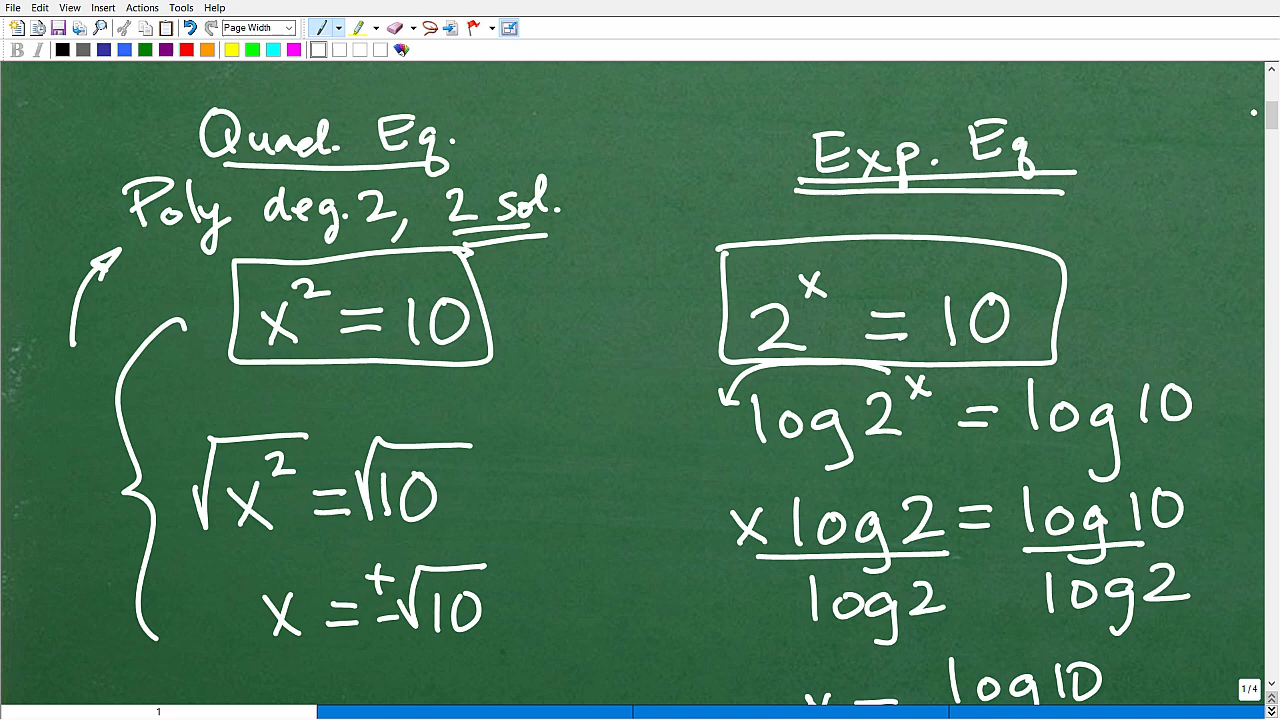 File Edit View Insert Actions Tools Help
Page Width
B I
Quad. Eq.
Poly deg. 2, 2 sol.
x² = 10
√x² = √10
x = ±√10
Exp. Eq
2ˣ = 10
log 2ˣ = log 10
x log 2 = log 10
log 2 log 2
x = log 10
1/4
1